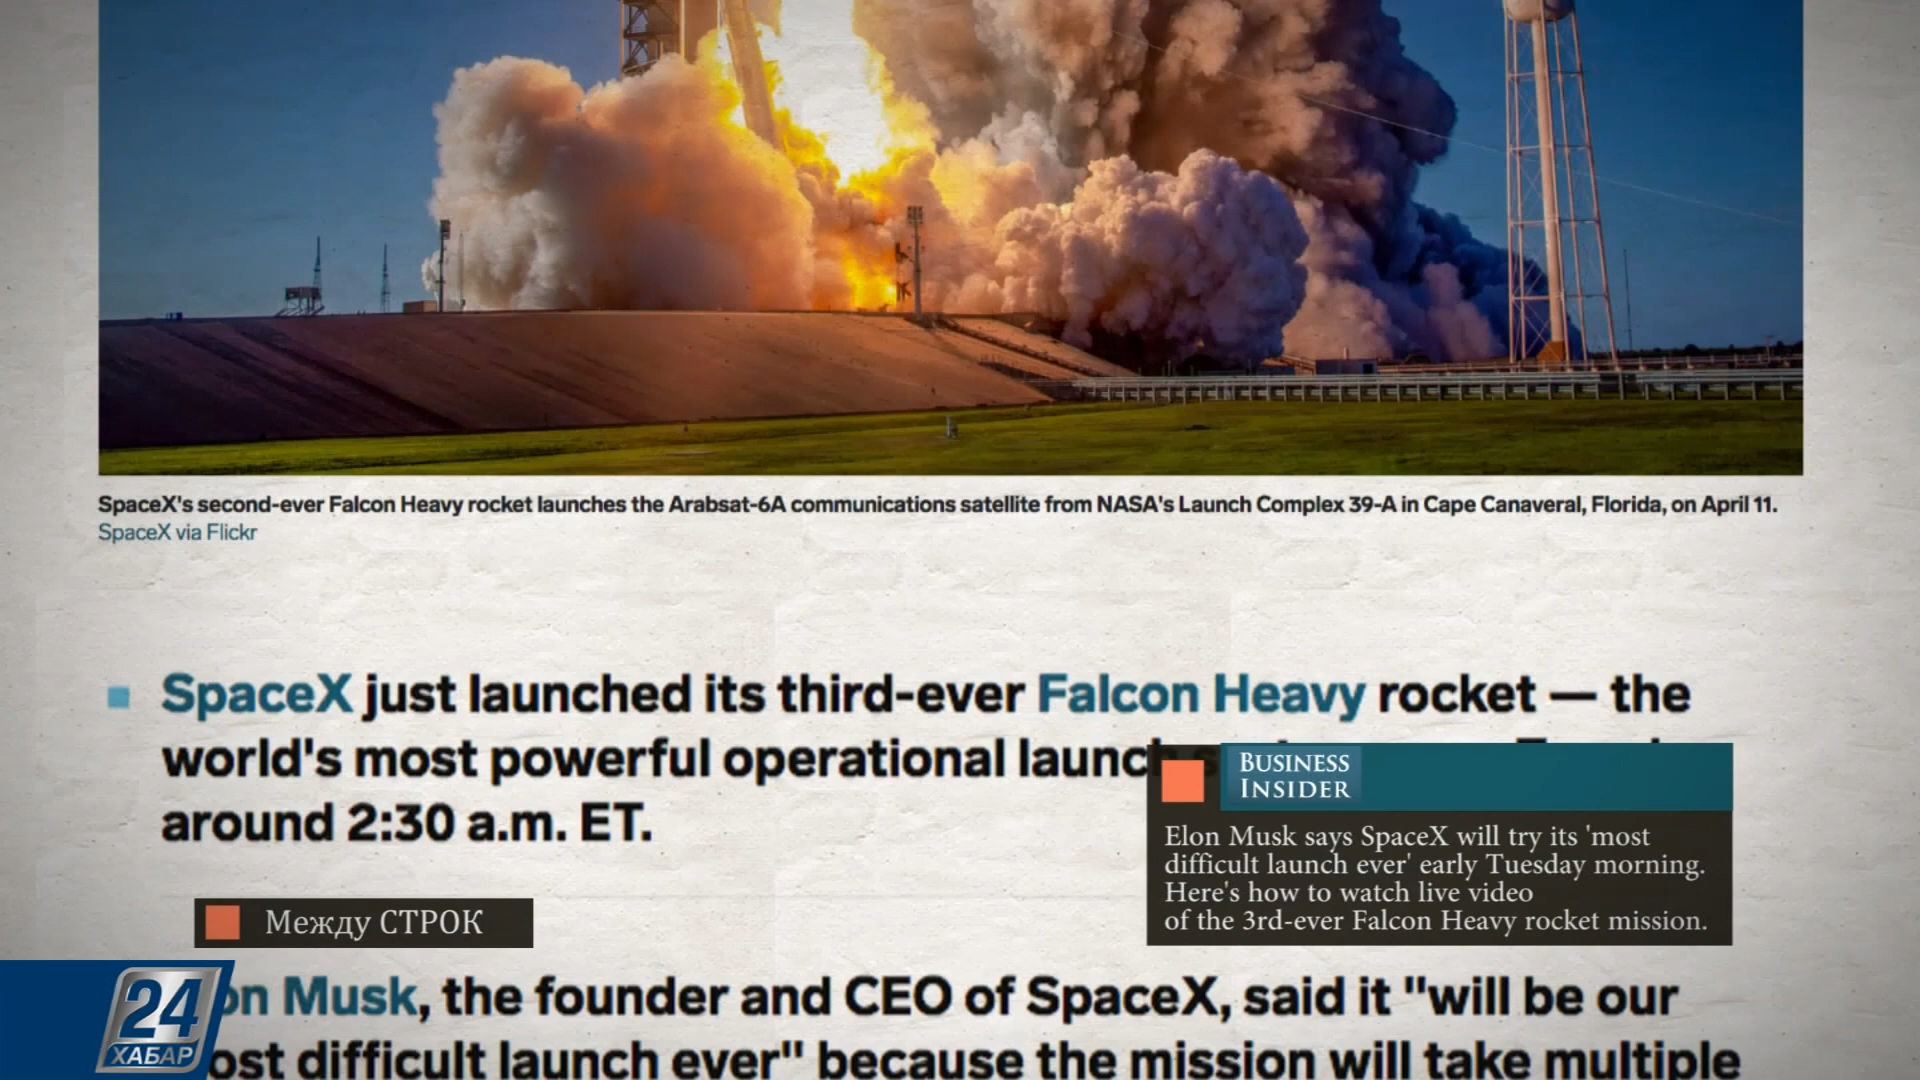 SpaceX's second-ever Falcon Heavy rocket launches the Arabsat-6A communications satellite from NASA's Launch Complex 39-A in Cape Canaveral, Florida, on April 11.
SpaceX via Flickr
SpaceX just launched its third-ever Falcon Heavy rocket — the
world's most powerful operational launch
around 2:30 a.m. ET.
BUSINESS
INSIDER
Elon Musk says SpaceX will try its 'most
difficult launch ever' early Tuesday morning.
Here's how to watch live video
of the 3rd-ever Falcon Heavy rocket mission.
Между СТРОК
on Musk, the founder and CEO of SpaceX, said it "will be our
ost difficult launch ever" because the mission will take multiple
24
ХАБАР